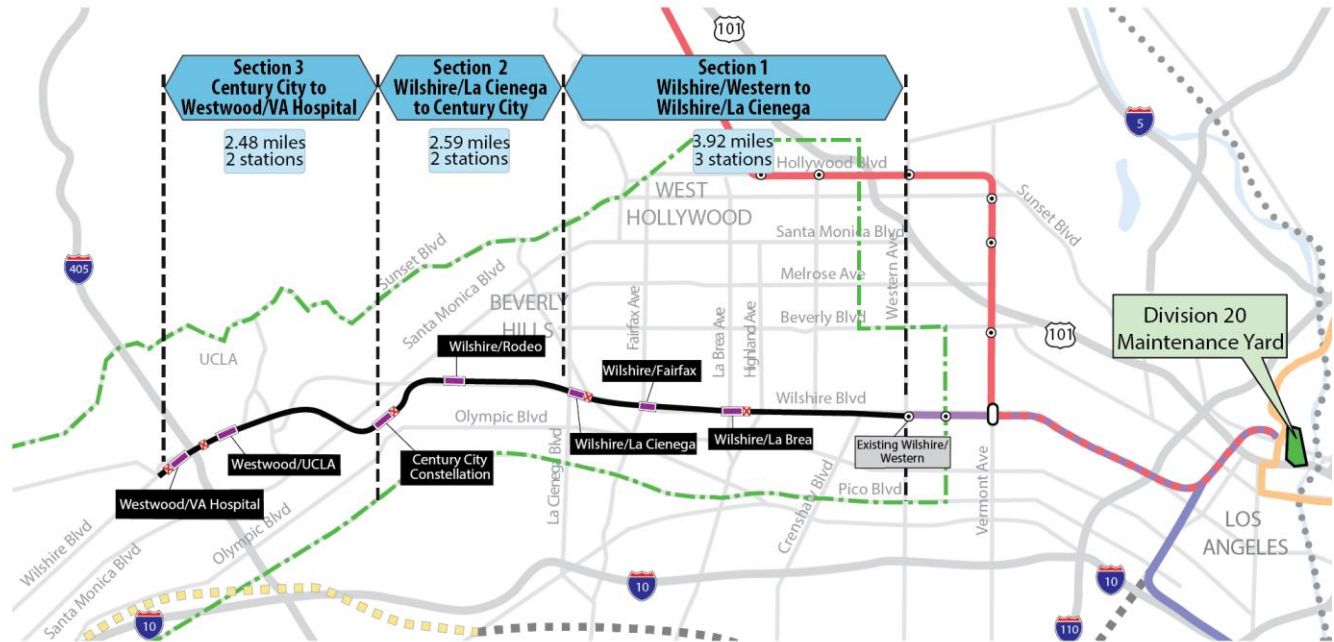 101
Section 3
Century City to
Westwood/VA Hospital
Section 2
Wilshire/La Cienega
to Century City
Section 1
Wilshire/Western to
Wilshire/La Cienega
2.48 miles
2 stations
2.59 miles
2 stations
3.92 miles
3 stations
5
Hollywood Blvd
WEST
HOLLYWOOD
Sunset Blvd
Santa Monica Blvd
Western Ave
405
Sunset Blvd
Santa Monica Blvd
Melrose Ave
BEVERLY
HILLS
Fairfax Ave
La Brea Ave
Highland Ave
Beverly Blvd
101
Division 20
Maintenance Yard
UCLA
Wilshire/Rodeo
Wilshire/Fairfax
Wilshire Blvd
Olympic Blvd
Wilshire/La Cienega
Wilshire/La Brea
Existing Wilshire/
Western
Westwood/UCLA
Century City
Constellation
La Cienega Blvd
Crenshaw Blvd
Vermont Ave
Westwood/VA Hospital
Pico Blvd
LOS
ANGELES
Wilshire Blvd
Santa Monica Blvd
Olympic Blvd
10
10
10
110